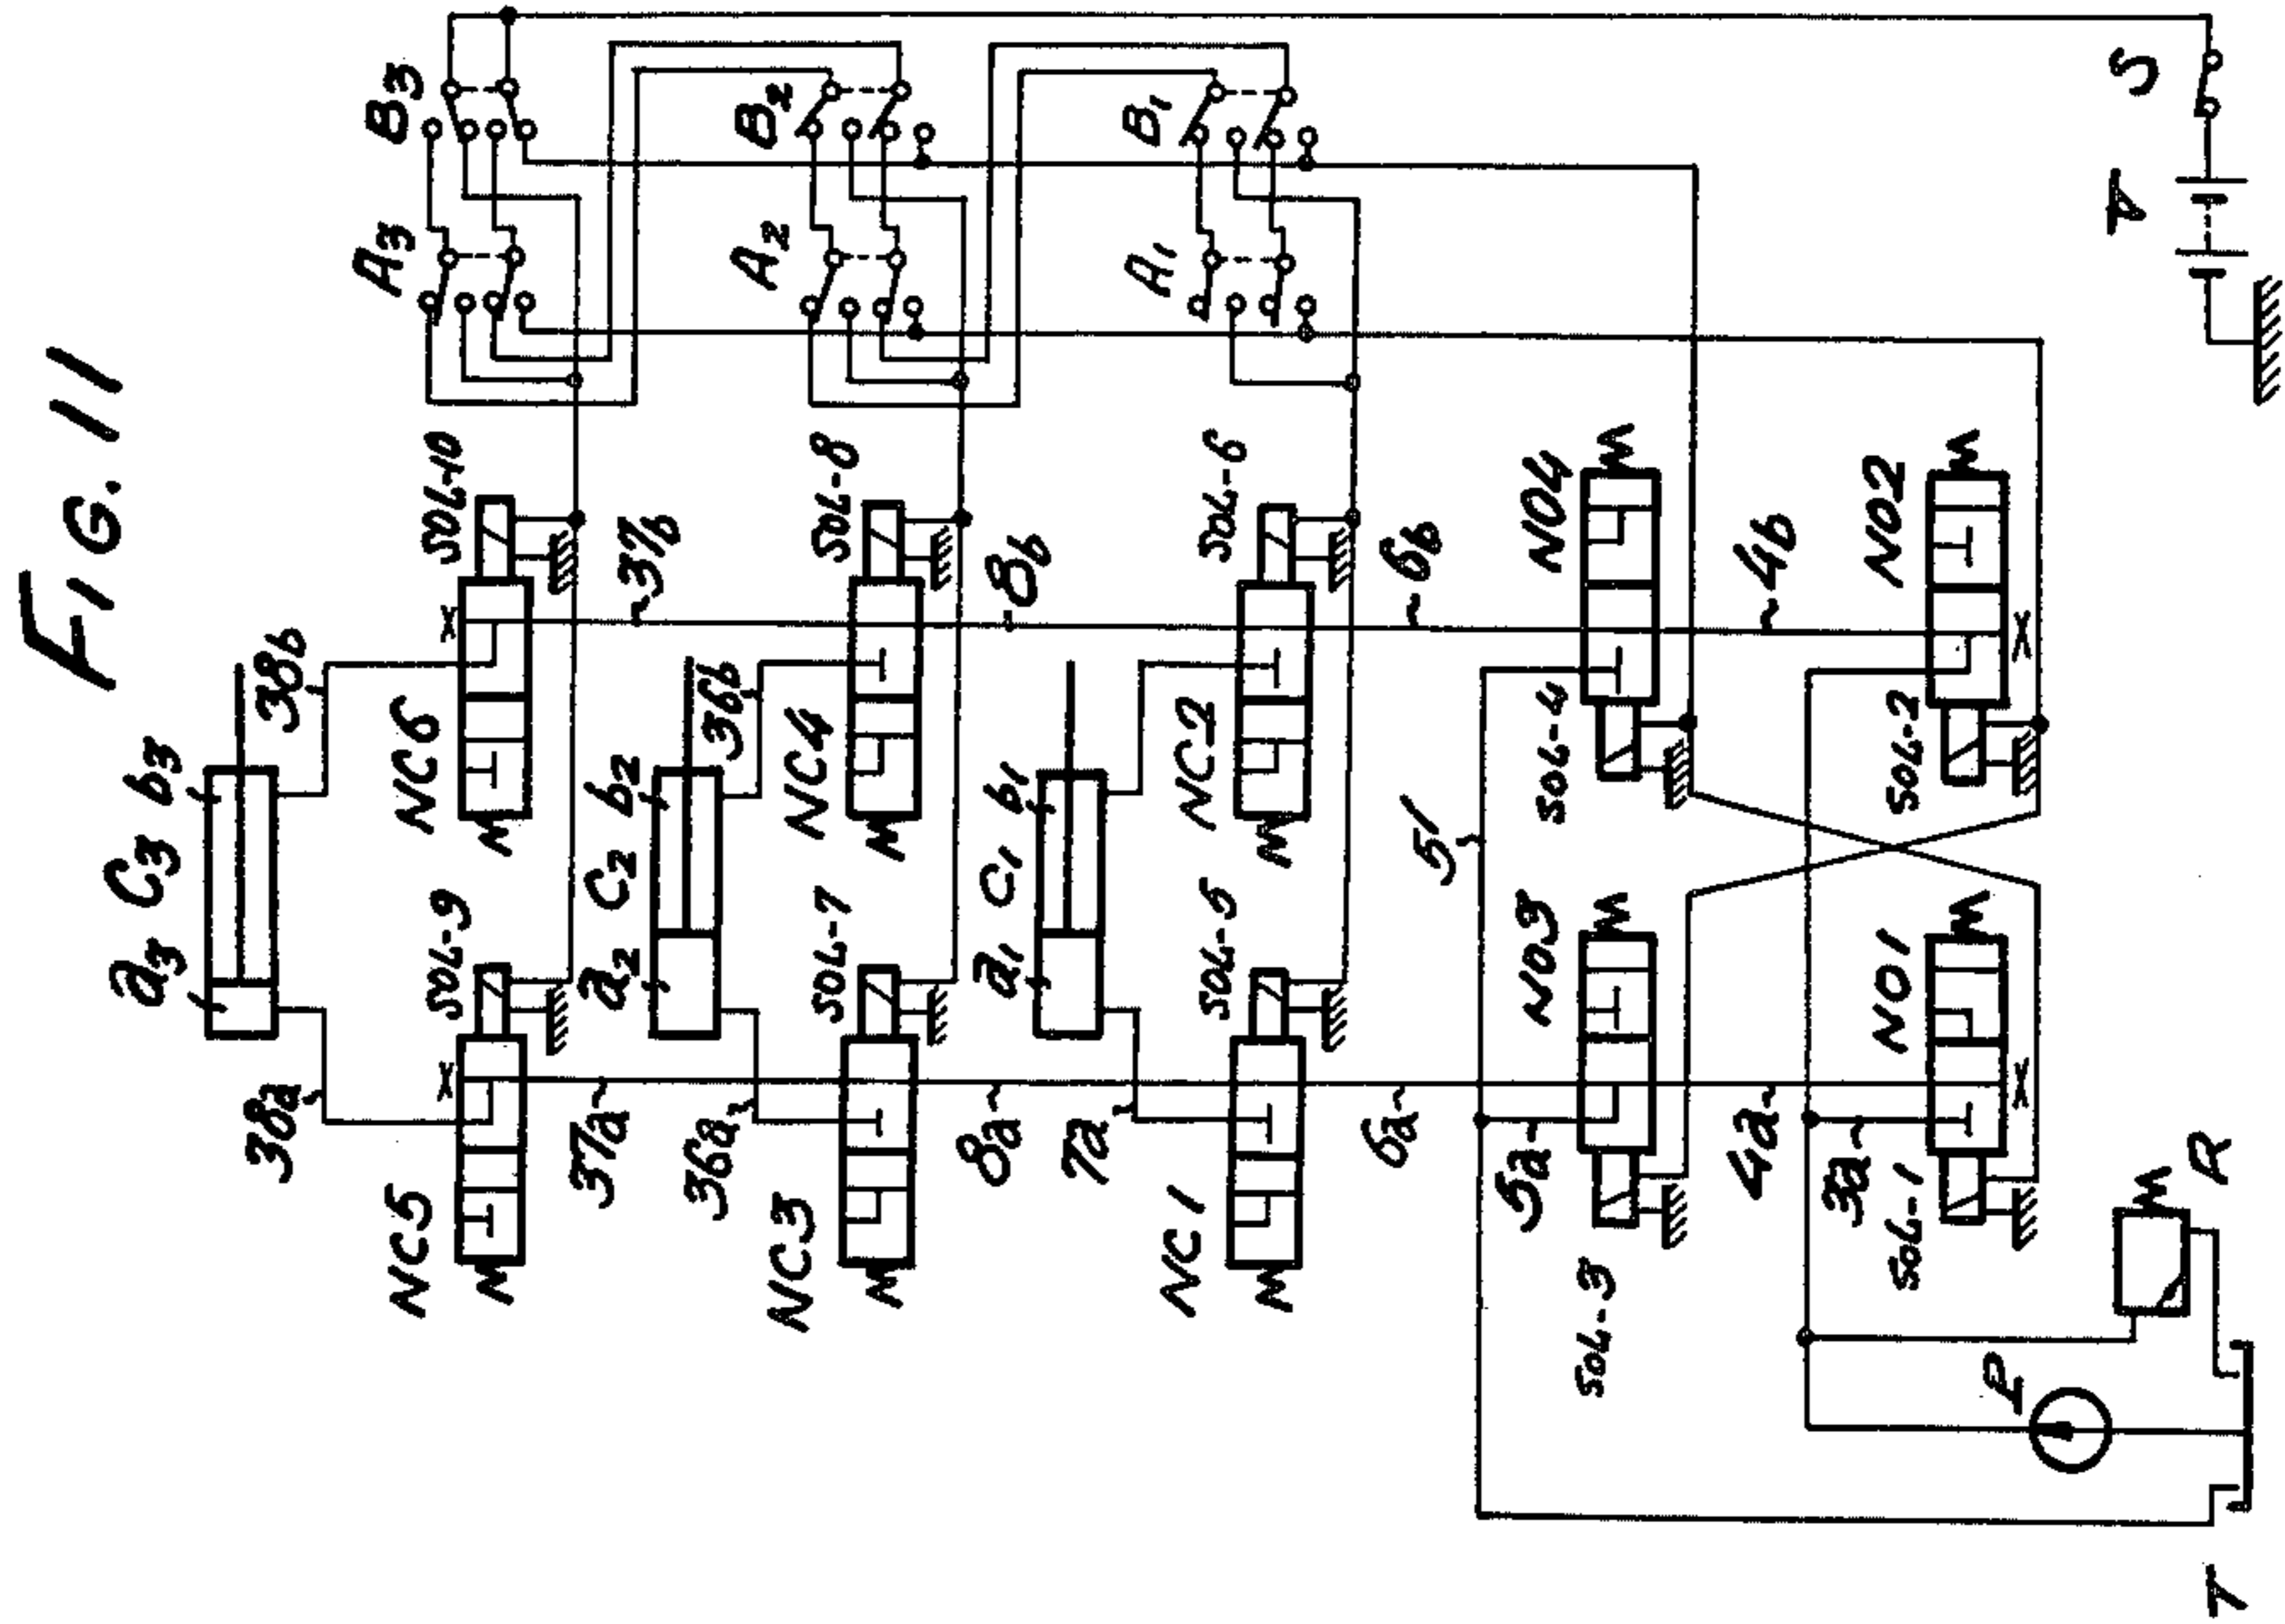 FIG. 11
a3 C3 b3
38a
38b
B3
A3
NC5
SOL-9
NC6
SOL-10
37a
37b
a2 C2 b2
36a
36b
B2
A2
NC3
SOL-7
NC4
SOL-8
8a
8b
a1 C1 b1
7a
B1
A1
NC1
SOL-5
NC2
SOL-6
6a
6b
5'
5a
SOL-3
NO3
SOL-4
NO4
4a
4b
3a
SOL-1
NO1
SOL-2
NO2
X
X
X
X
S
R
P
T